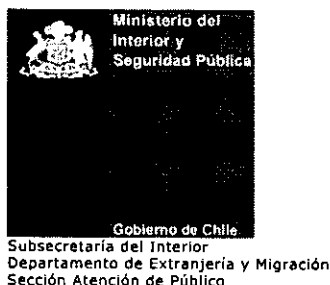 Ministerio del
Interior y
Seguridad Pública
Gobierno de Chile
Subsecretaría del Interior
Departamento de Extranjería y Migración
Sección Atención de Público